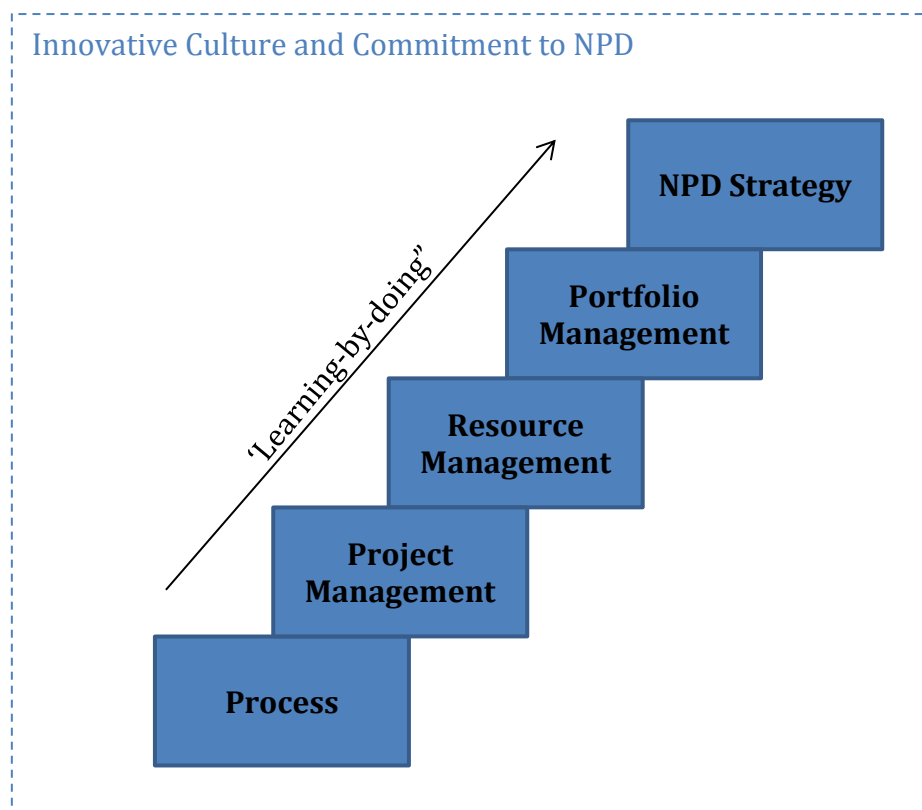 Innovative Culture and Commitment to NPD
NPD Strategy
Portfolio
Management
‘Learning-by-doing”
Resource
Management
Project
Management
Process